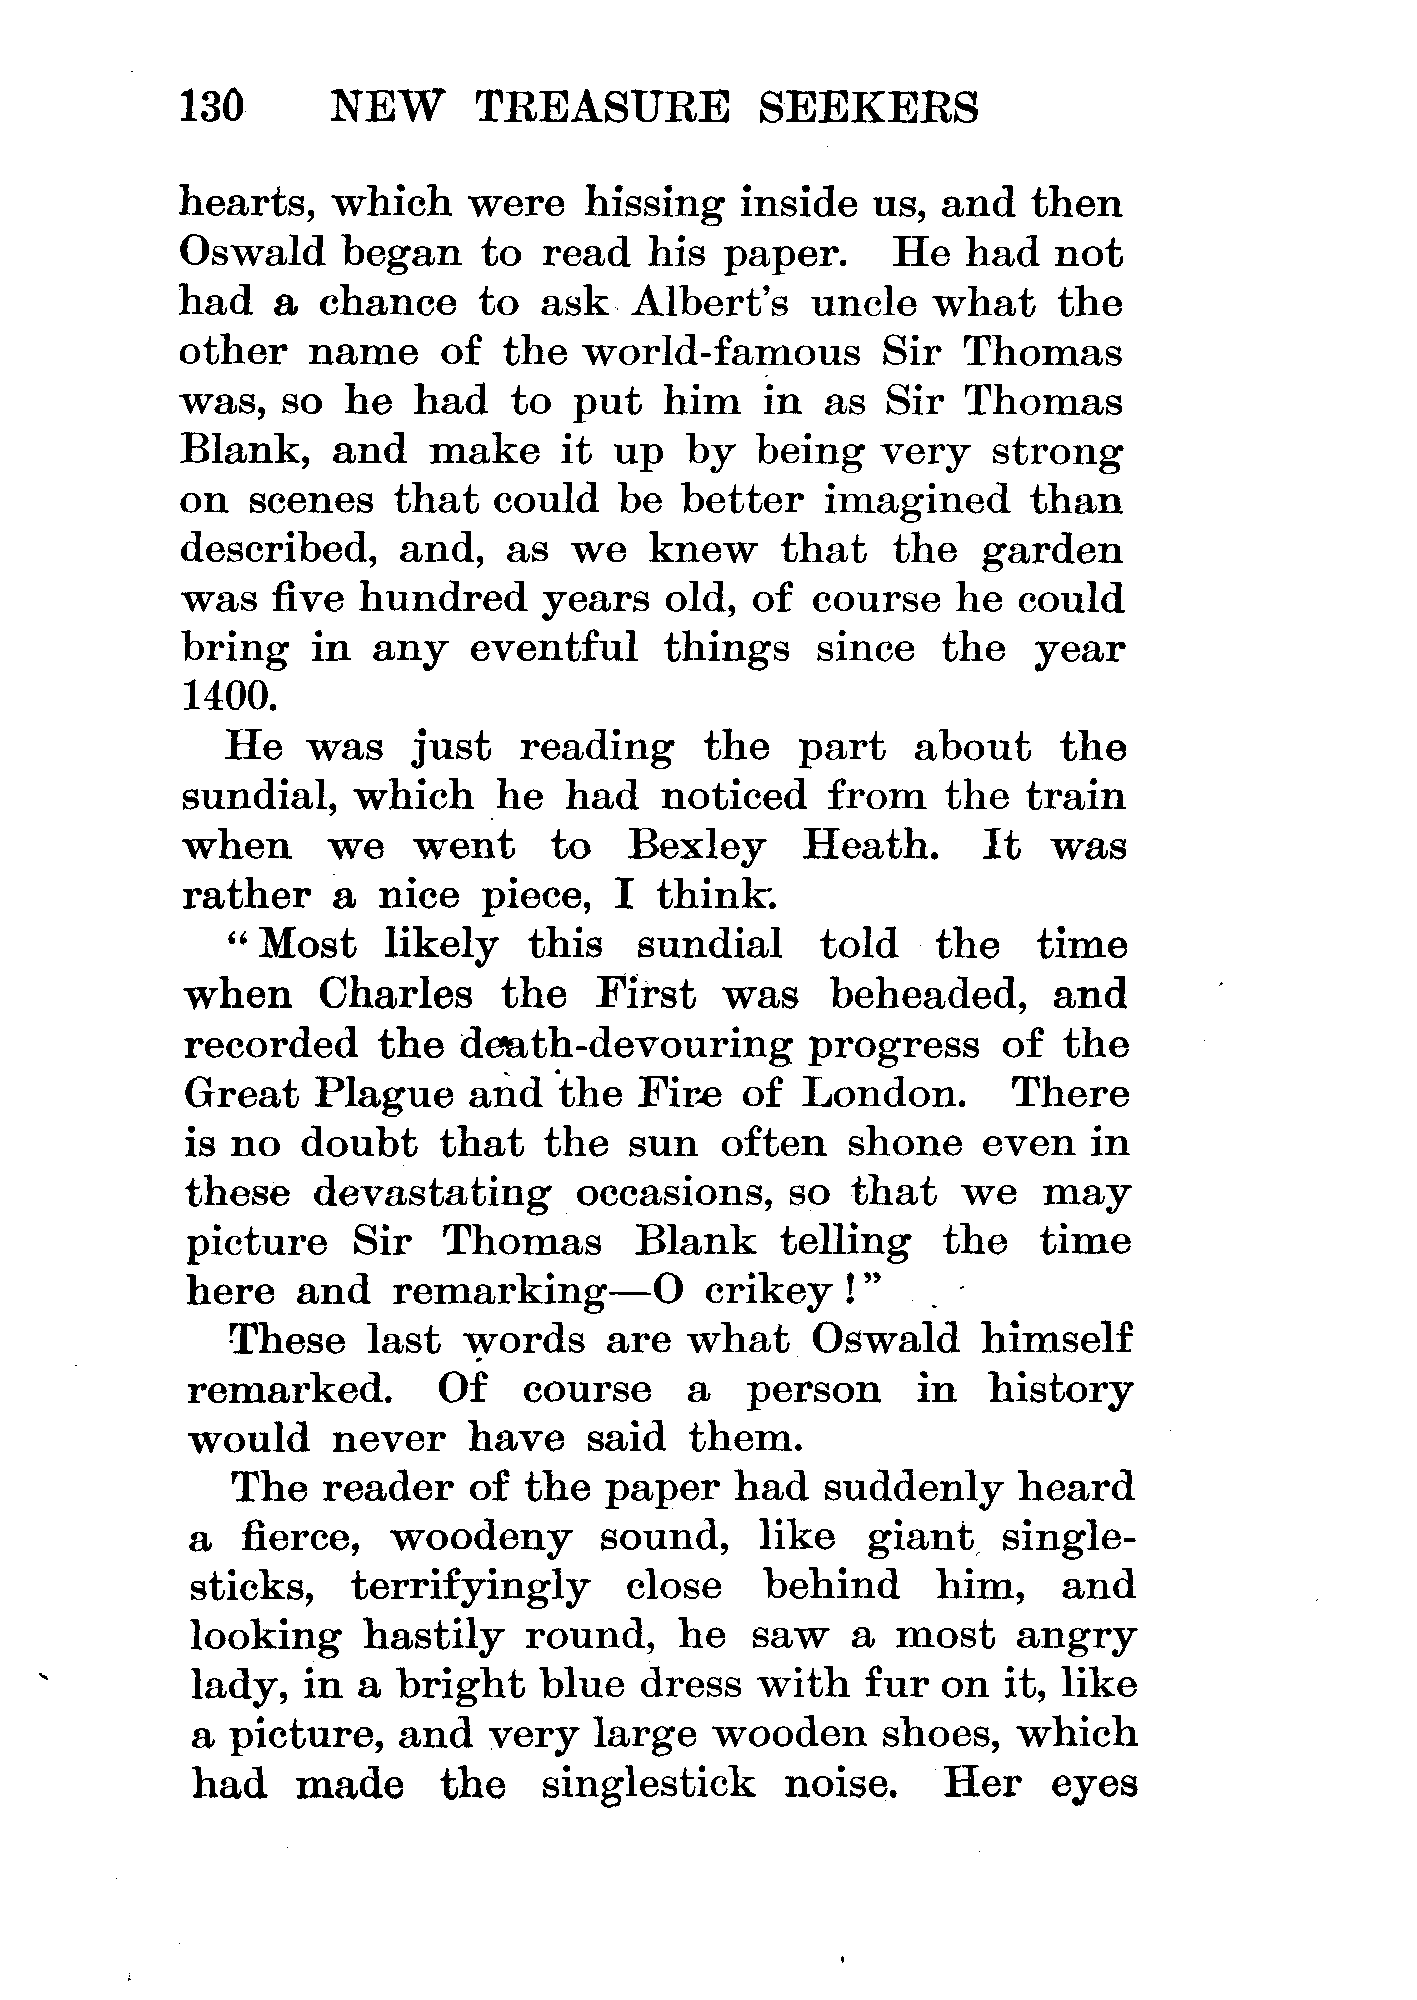 130 NEW TREASURE SEEKERS
hearts, which were hissing inside us, and then
Oswald began to read his paper. He had not
had a chance to ask Albert's uncle what the
other name of the world-famous Sir Thomas
was, so he had to put him in as Sir Thomas
Blank, and make it up by being very strong
on scenes that could be better imagined than
described, and, as we knew that the garden
was five hundred years old, of course he could
bring in any eventful things since the year
1400.
He was just reading the part about the
sundial, which he had noticed from the train
when we went to Bexley Heath. It was
rather a nice piece, I think.
“Most likely this sundial told the time
when Charles the First was beheaded, and
recorded the death-devouring progress of the
Great Plague and the Fire of London. There
is no doubt that the sun often shone even in
these devastating occasions, so that we may
picture Sir Thomas Blank telling the time
here and remarking—O crikey!”
These last words are what Oswald himself
remarked. Of course a person in history
would never have said them.
The reader of the paper had suddenly heard
a fierce, woodeny sound, like giant single-
sticks, terrifyingly close behind him, and
looking hastily round, he saw a most angry
lady, in a bright blue dress with fur on it, like
a picture, and very large wooden shoes, which
had made the singlestick noise. Her eyes